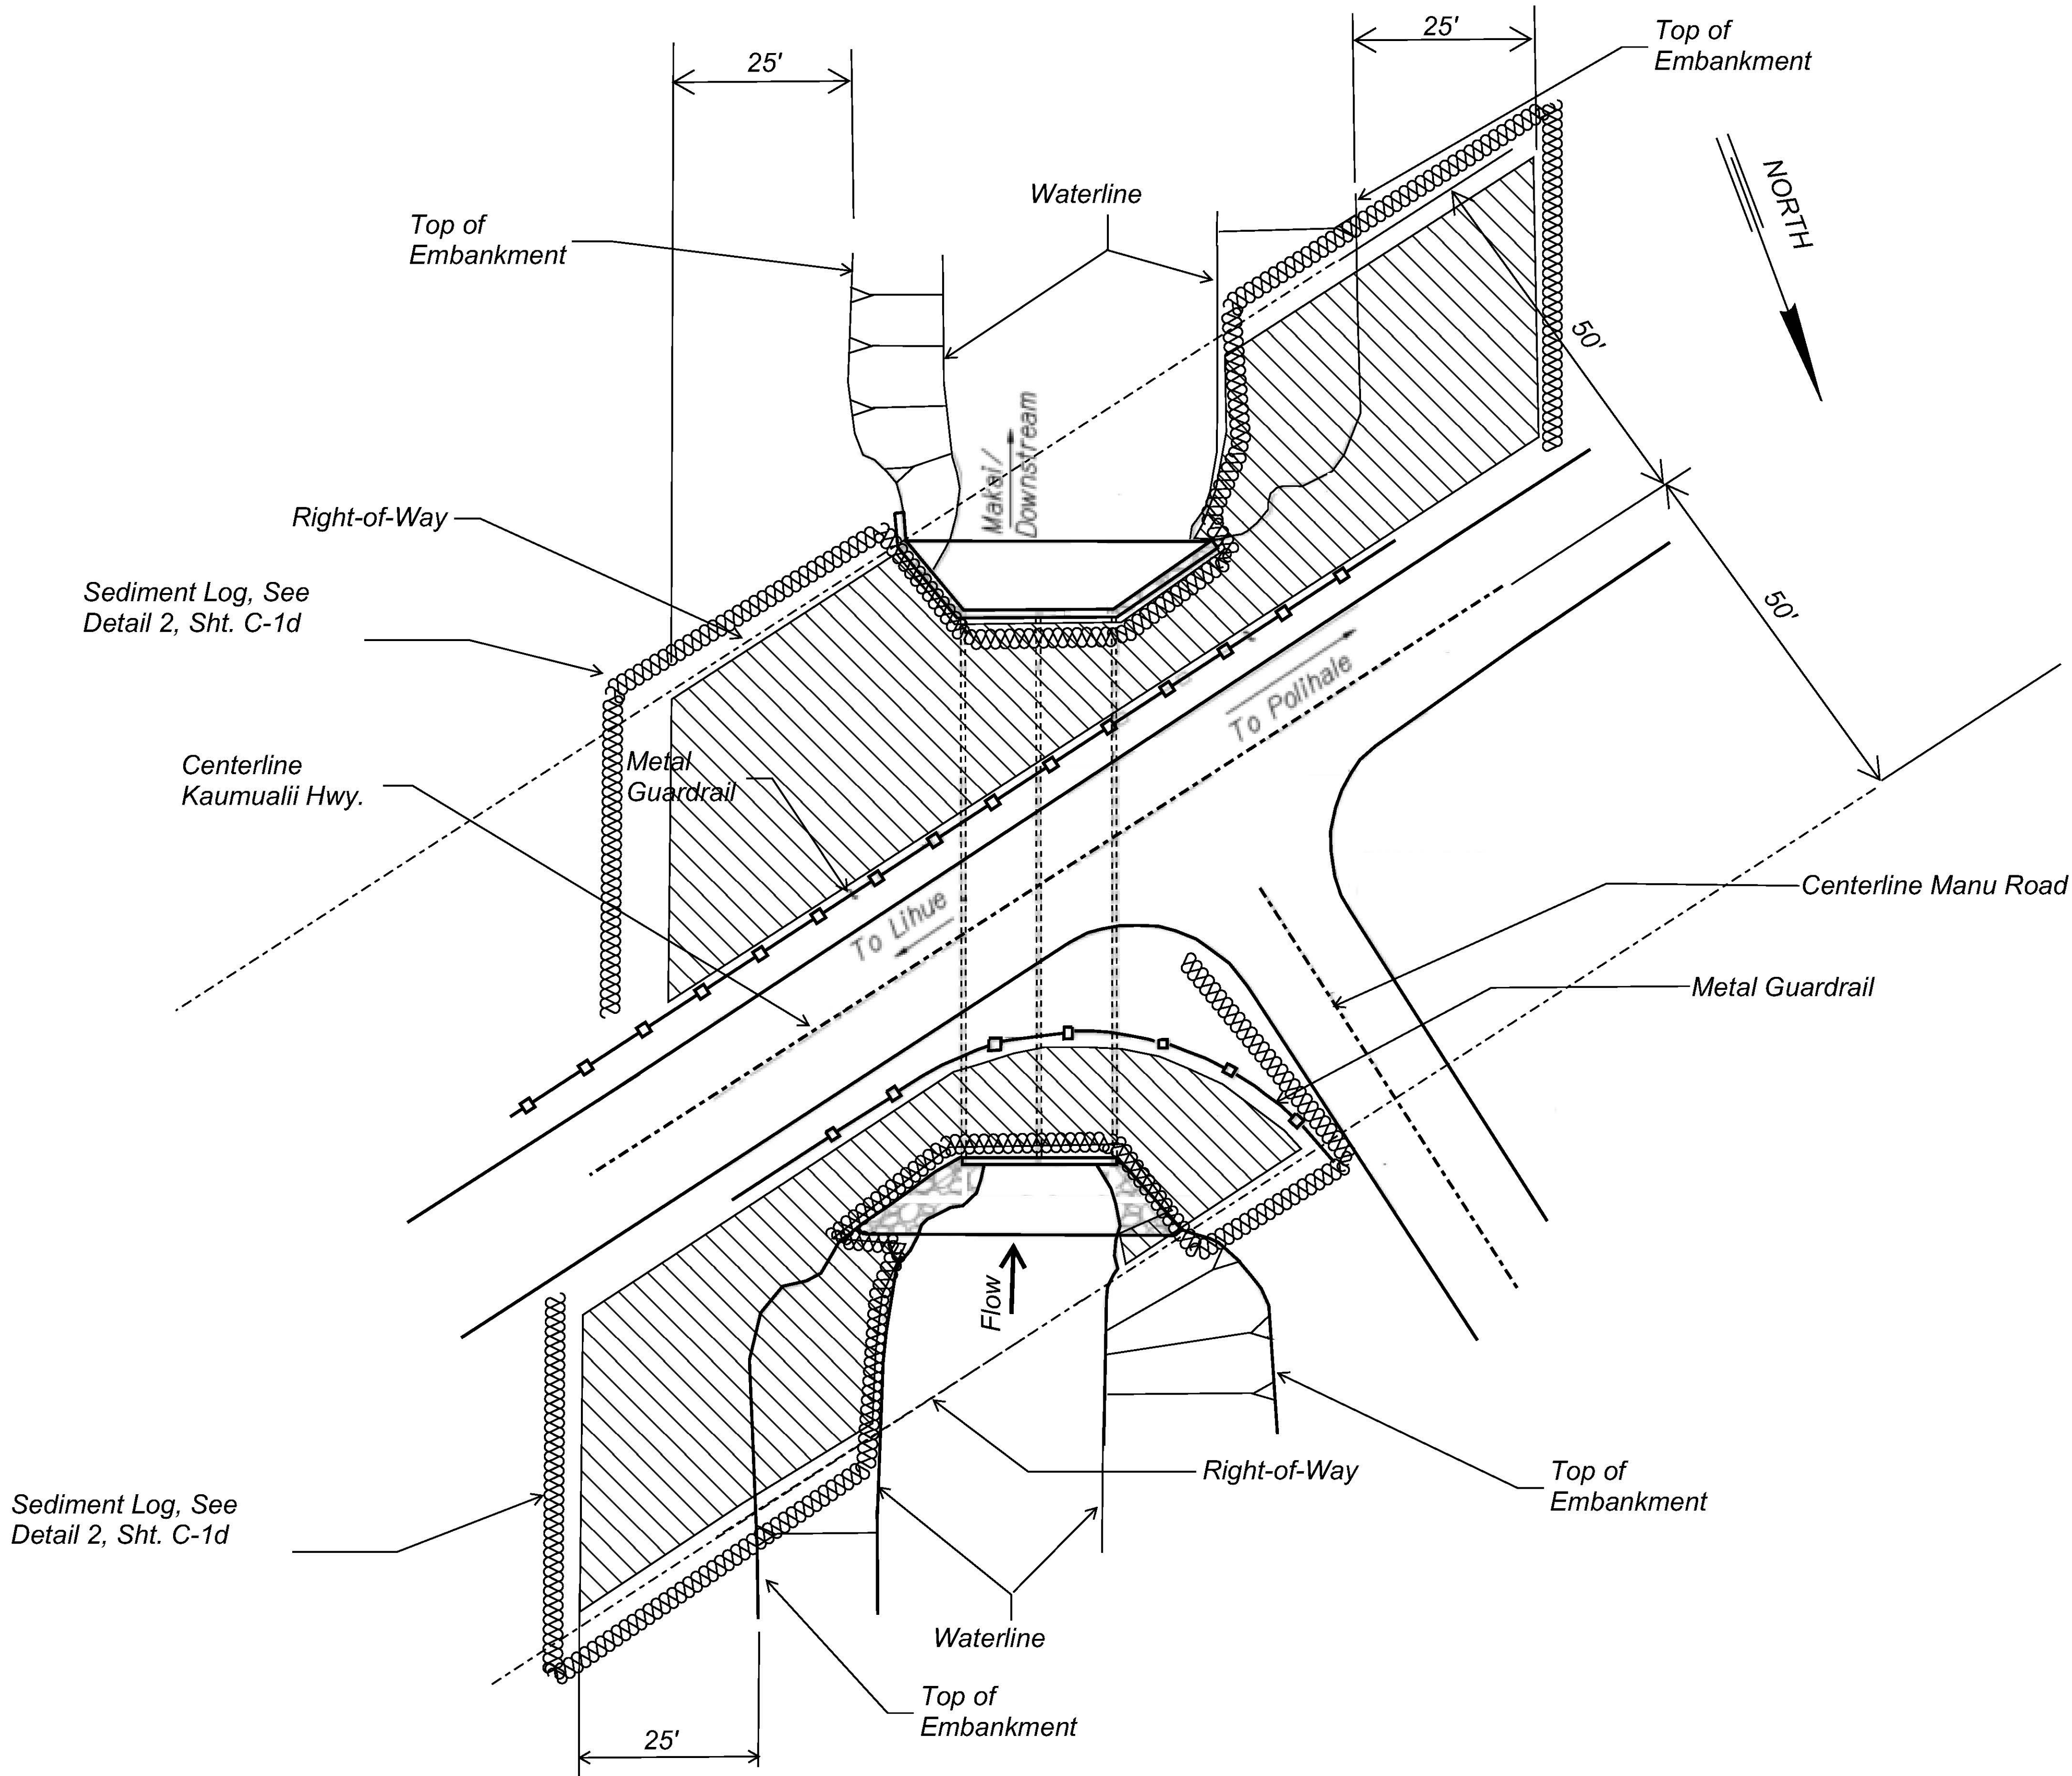 25'
25'
Top of
Embankment
NORTH
Waterline
Top of
Embankment
50'
Makai/
Downstream
Right-of-Way
Sediment Log, See
Detail 2, Sht. C-1d
50'
To Polihale
Metal
Guardrail
Centerline
Kaumualii Hwy.
To Lihue
Centerline Manu Road
Metal Guardrail
Flow
Right-of-Way
Top of
Embankment
Sediment Log, See
Detail 2, Sht. C-1d
Waterline
Top of
Embankment
25'